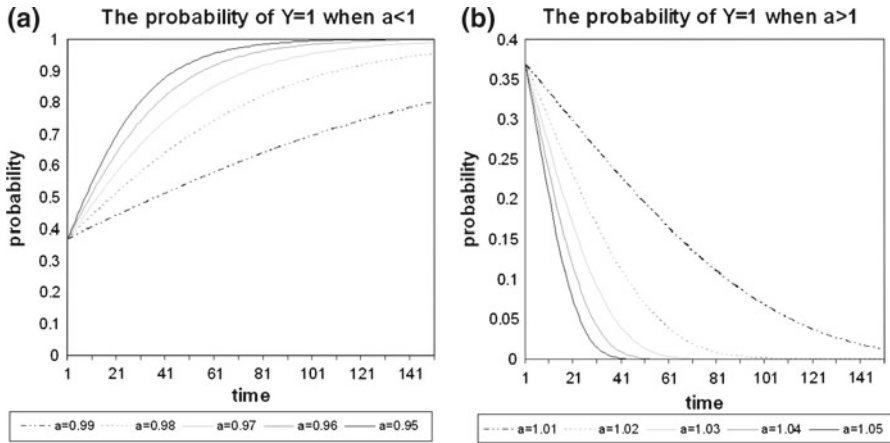 (a) The probability of Y=1 when a<1
1
0.9
0.8
0.7
0.6
0.5
0.4
0.3
0.2
0.1
0
probability
1 21 41 61 81 101 121 141
time
a=0.99 a=0.98 a=0.97 a=0.96 a=0.95
(b) The probability of Y=1 when a>1
0.4
0.35
0.3
0.25
0.2
0.15
0.1
0.05
0
probability
1 21 41 61 81 101 121 141
time
a=1.01 a=1.02 a=1.03 a=1.04 a=1.05